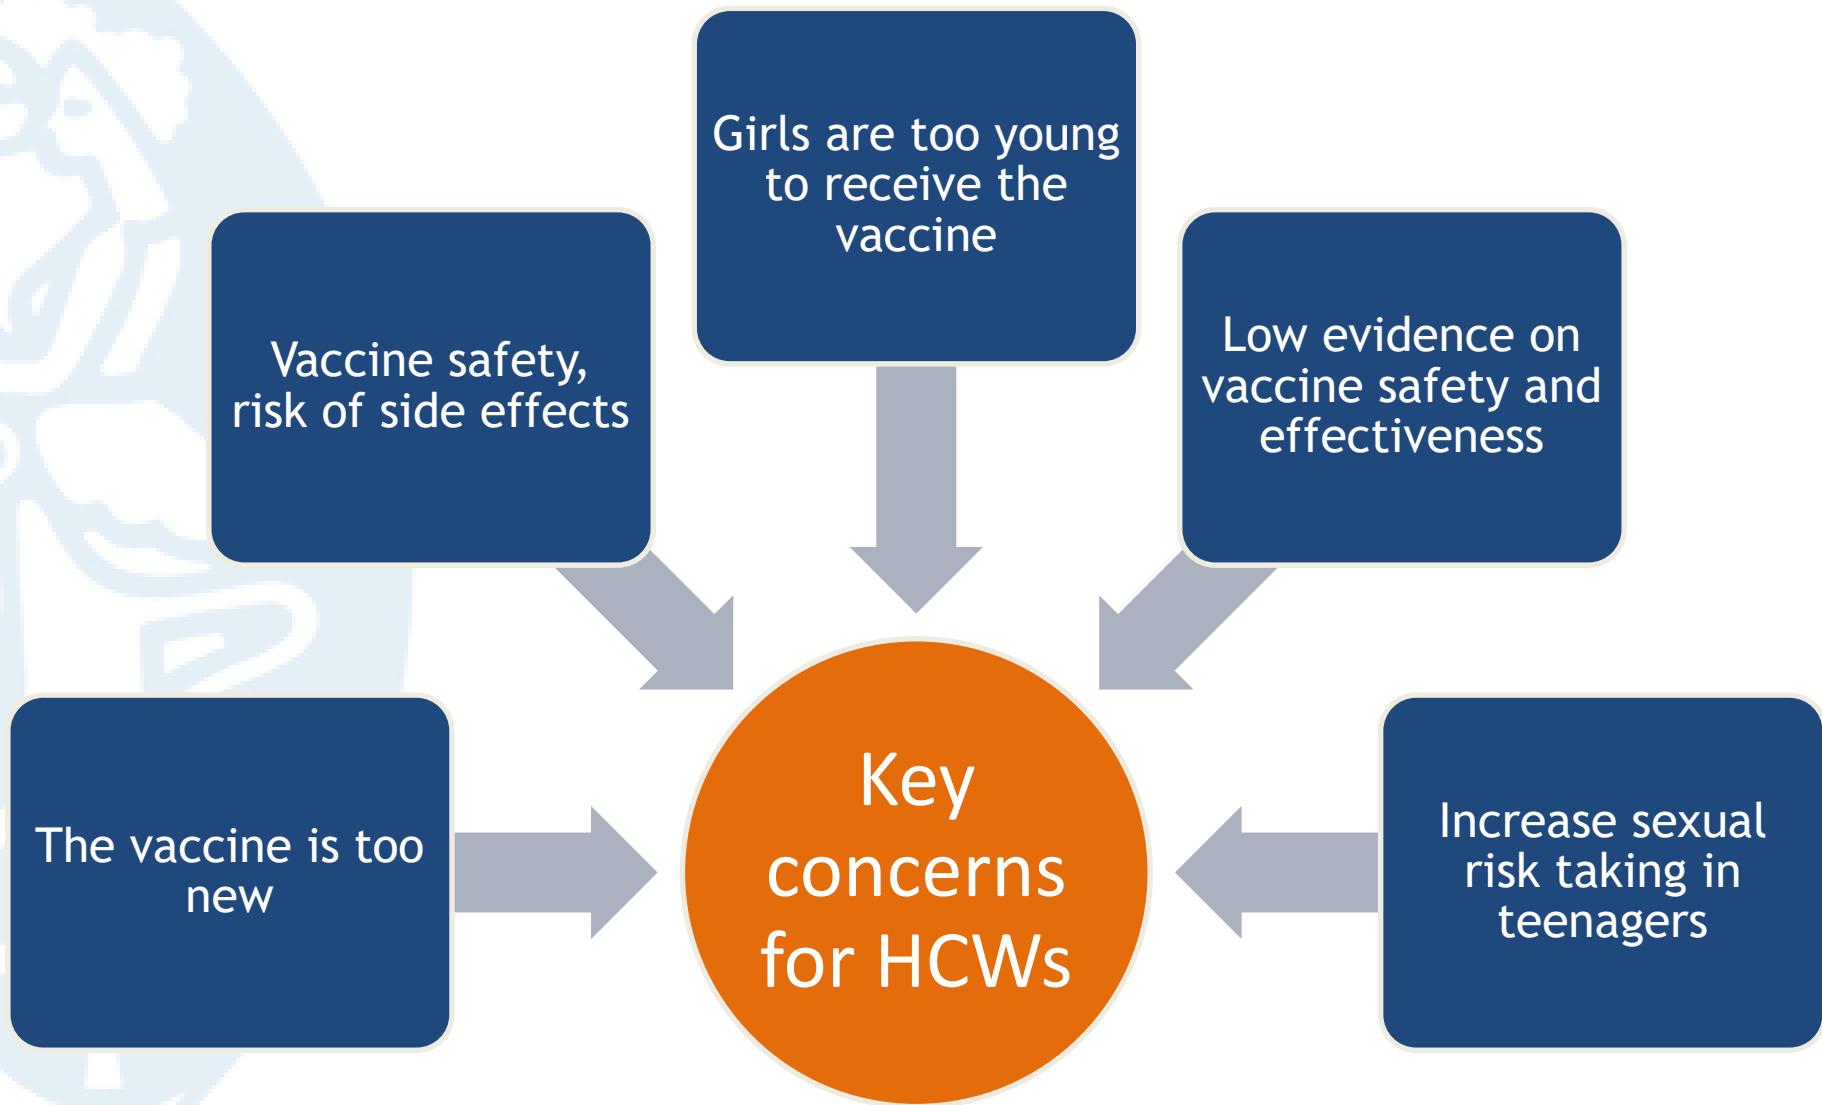 Girls are too young
to receive the
vaccine
Vaccine safety,
risk of side effects
Low evidence on
vaccine safety and
effectiveness
The vaccine is too
new
Increase sexual
risk taking in
teenagers
Key
concerns
for HCWs